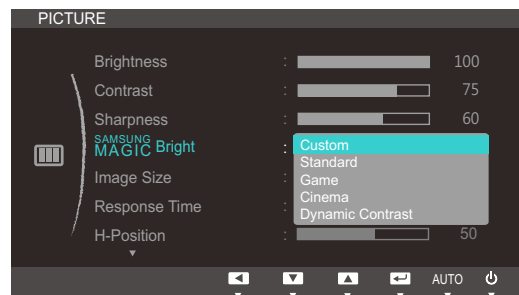 PICTURE
Brightness : 100
Contrast : 75
Sharpness : 60
SAMSUNG
MAGIC Bright : Custom
Standard
Image Size : Game
Cinema
Response Time : Dynamic Contrast
H-Position : 50
AUTO